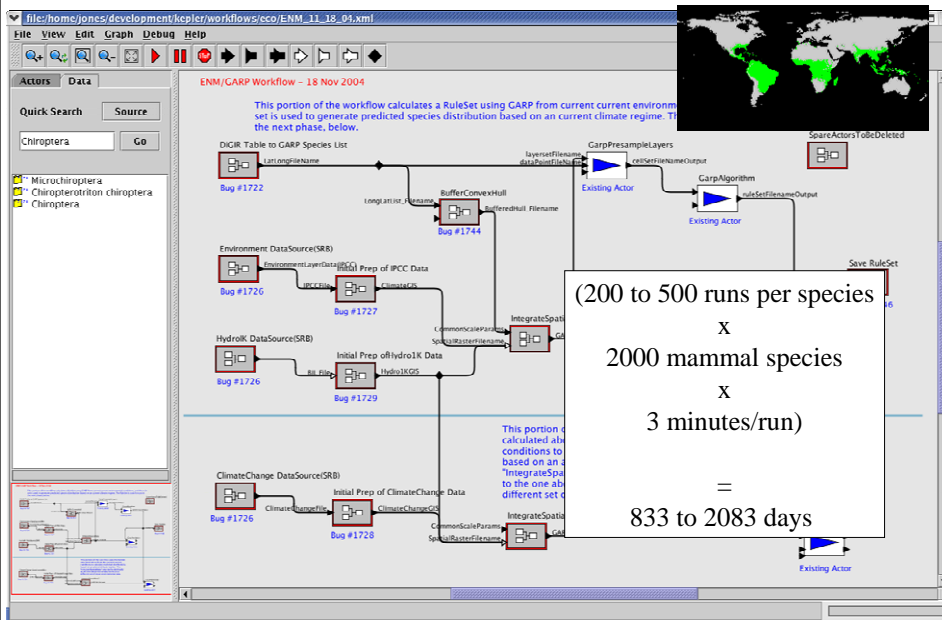 file:/home/jones/development/kepler/workflows/eco/ENM_11_18_04.xml
File View Edit Graph Debug Help
STOP
Actors Data
Quick Search Source
Chiroptera Go
Microchiroptera
Chiropterotriton chiroptera
Chiroptera
ENM/GARP Workflow - 18 Nov 2004
This portion of the workflow calculates a RuleSet using GARP from current current environm
set is used to generate predicted species distribution based on an current climate regime. Th
the next phase, below.
DiGIR Table to GARP Species List
LatLongFileName
Bug #1722
LongLatList_Filename
BufferConvexHull
BufferedHull_Filename
Bug #1744
layersetFilename
dataPointFileName
GarpPresampleLayers
cellSetFileNameOutput
Existing Actor
GarpAlgorithm
ruleSetFilenameOutput
Existing Actor
SpareActorsToBeDeleted
Environment DataSource(SRB)
EnvironmentLayerData(IPCC)
Bug #1726
Initial Prep of IPCC Data
IPCCFile
ClimateGIS
Bug #1727
Save RuleSet
46
HydroIK DataSource(SRB)
Bug #1726
Initial Prep ofHydro1K Data
Bil_File
Hydro1KGIS
Bug #1729
CommonScaleParams
SpatialRasterFilename
IntegrateSpati
GA
(200 to 500 runs per species
x
2000 mammal species
x
3 minutes/run)
=
833 to 2083 days
This portion o
calculated abo
conditions to
based on an a
"IntegrateSpa
to the one abo
different set o
ClimateChange DataSource(SRB)
ClimateChangeFile
Bug #1726
Initial Prep of ClimateChange Data
ClimateChangeGIS
Bug #1728
CommonScaleParams
SpatialRasterFilename
IntegrateSpatia
GAR
Existing Actor